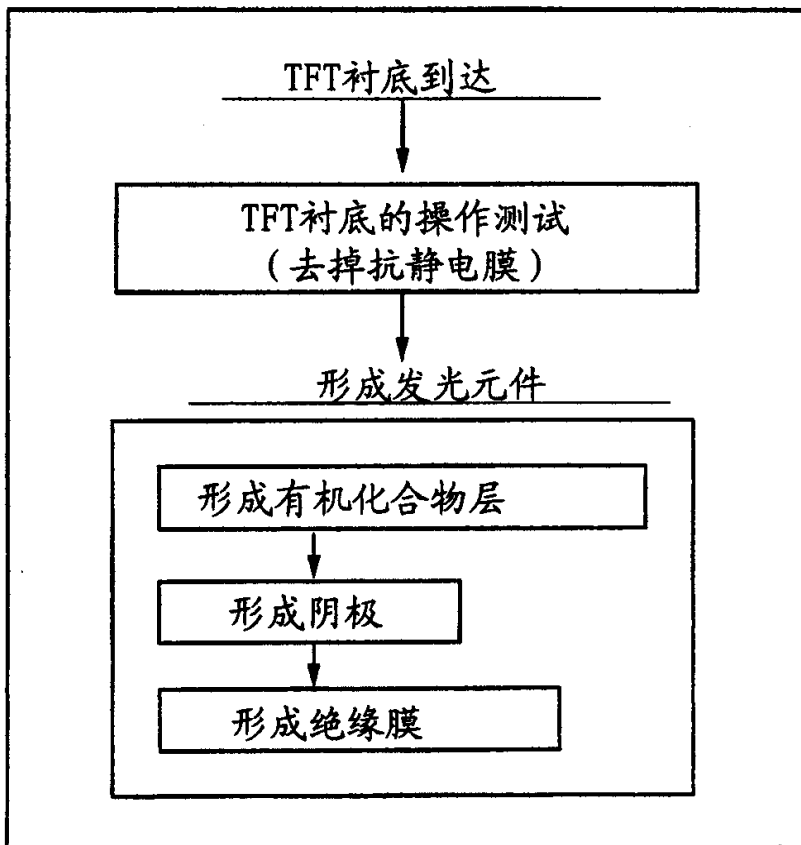 TFT衬底到达
TFT衬底的操作测试
(去掉抗静电膜)
形成发光元件
形成有机化合物层
形成阴极
形成绝缘膜